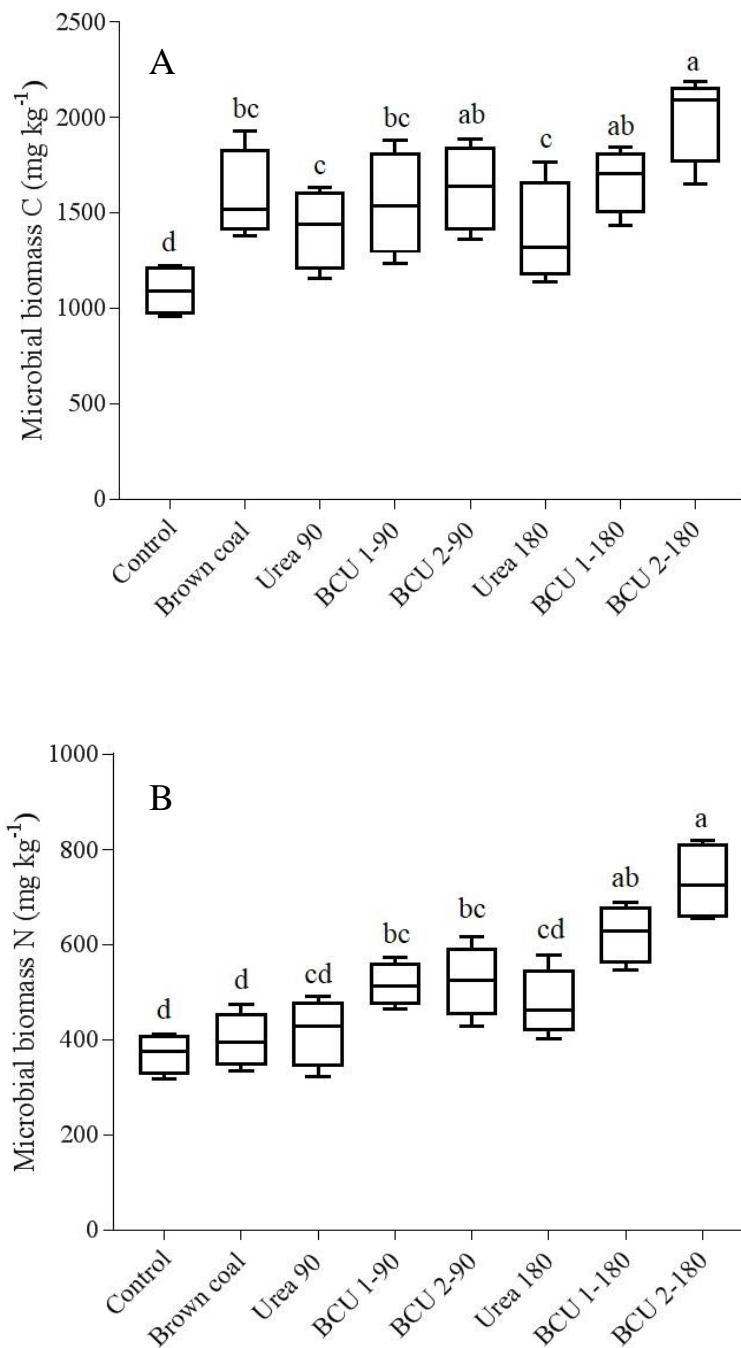 A
Microbial biomass C (mg kg⁻¹)
2500
2000
1500
1000
500
0
d
bc
c
bc
ab
c
ab
a
Control
Brown coal
Urea 90
BCU 1-90
BCU 2-90
Urea 180
BCU 1-180
BCU 2-180
B
Microbial biomass N (mg kg⁻¹)
1000
800
600
400
200
0
d
d
cd
bc
bc
cd
ab
a
Control
Brown coal
Urea 90
BCU 1-90
BCU 2-90
Urea 180
BCU 1-180
BCU 2-180